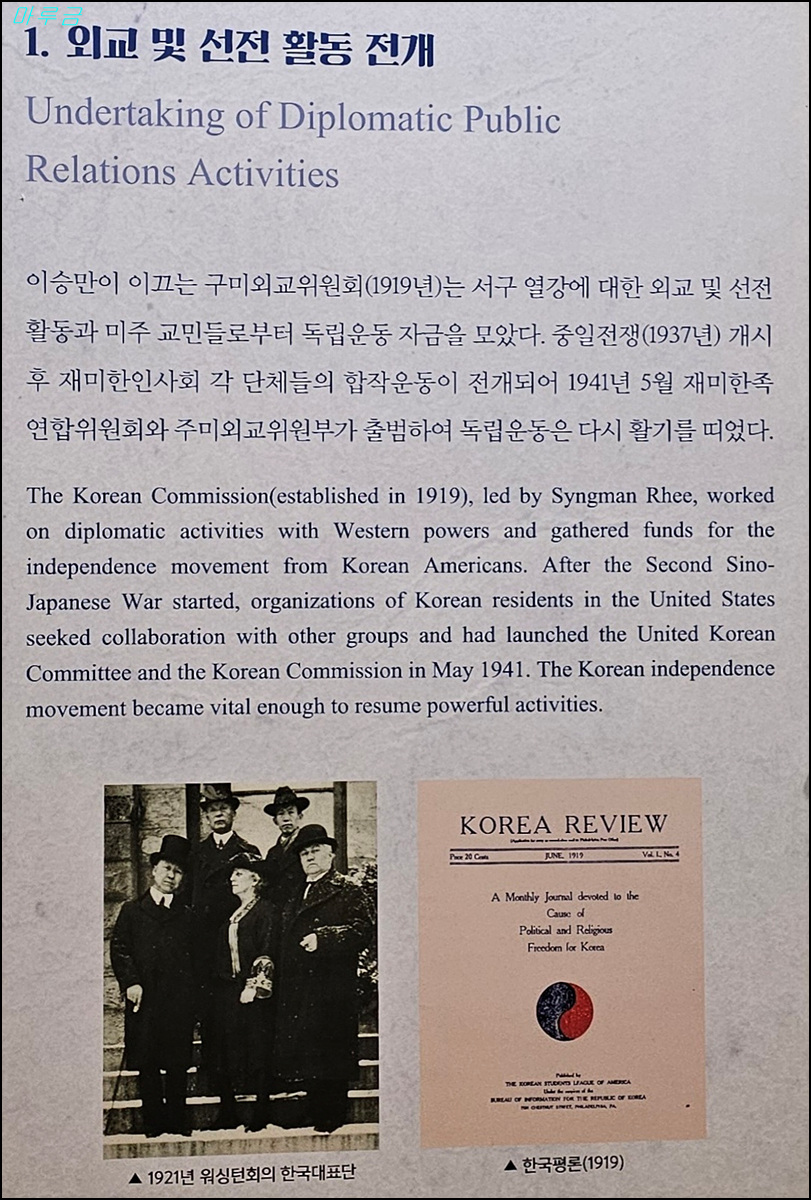 미루금
1. 외교 및 선전 활동 전개
Undertaking of Diplomatic Public
Relations Activities
이승만이 이끄는 구미외교위원회(1919년)는 서구 열강에 대한 외교 및 선전
활동과 미주 교민들로부터 독립운동 자금을 모았다. 중일전쟁(1937년) 개시
후 재미한인사회 각 단체들의 합작운동이 전개되어 1941년 5월 재미한족
연합위원회와 주미외교위원부가 출범하여 독립운동은 다시 활기를 띠었다.
The Korean Commission(established in 1919), led by Syngman Rhee, worked
on diplomatic activities with Western powers and gathered funds for the
independence movement from Korean Americans. After the Second Sino-
Japanese War started, organizations of Korean residents in the United States
seeked collaboration with other groups and had launched the United Korean
Committee and the Korean Commission in May 1941. The Korean independence
movement became vital enough to resume powerful activities.
KOREA REVIEW
Price 20 Cents JUNE, 1919 Vol. I., No. 4
A Monthly Journal devoted to the
Cause of
Political and Religious
Freedom for Korea
Published by
THE KOREAN STUDENTS LEAGUE OF AMERICA
Under the auspices of the
BUREAU OF INFORMATION FOR THE REPUBLIC OF KOREA
CHESTNUT STREET, PHILADELPHIA, PA.
▲ 1921년 워싱턴회의 한국대표단
▲ 한국평론(1919)